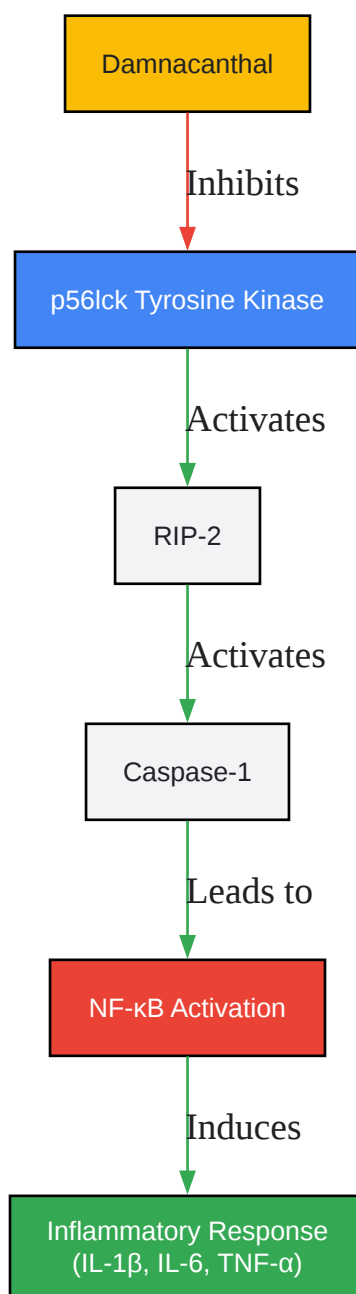 Damnacanthal
Inhibits
p56lck Tyrosine Kinase
Activates
RIP-2
Activates
Caspase-1
Leads to
NF-κB Activation
Induces
Inflammatory Response
(IL-1β, IL-6, TNF-α)